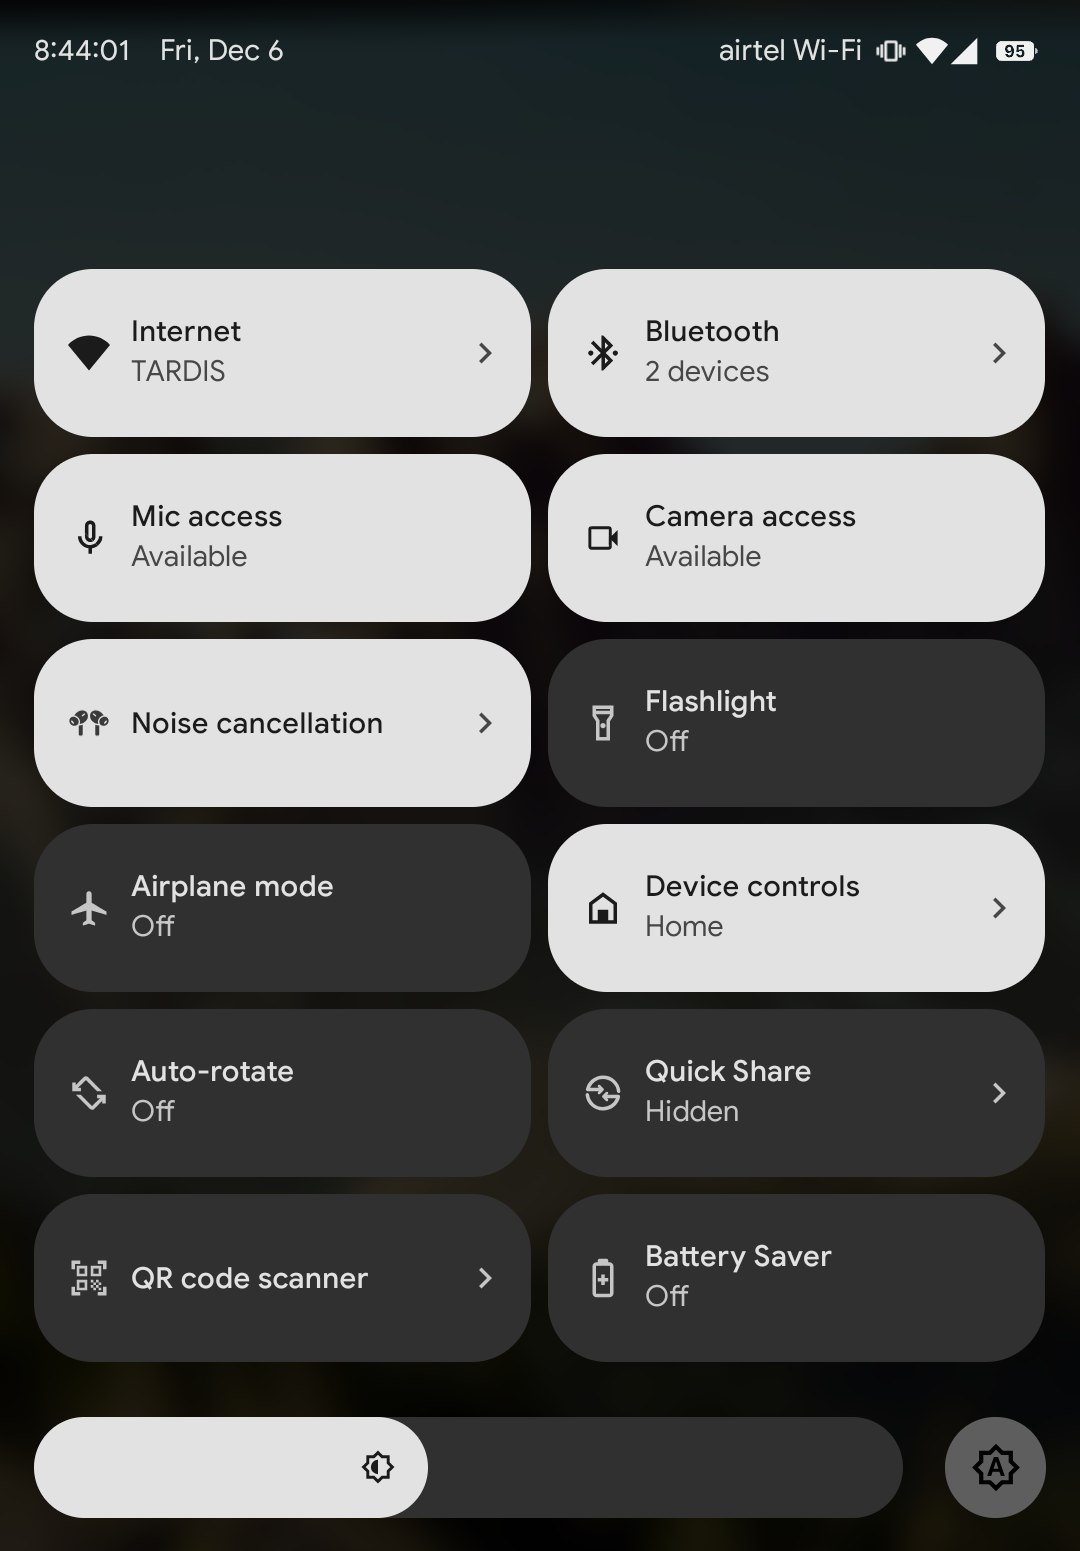 8:44:01 Fri, Dec 6 airtel Wi-Fi 95
Internet
TARDIS
Bluetooth
2 devices
Mic access
Available
Camera access
Available
Noise cancellation
Flashlight
Off
Airplane mode
Off
Device controls
Home
Auto-rotate
Off
Quick Share
Hidden
QR code scanner
Battery Saver
Off
A